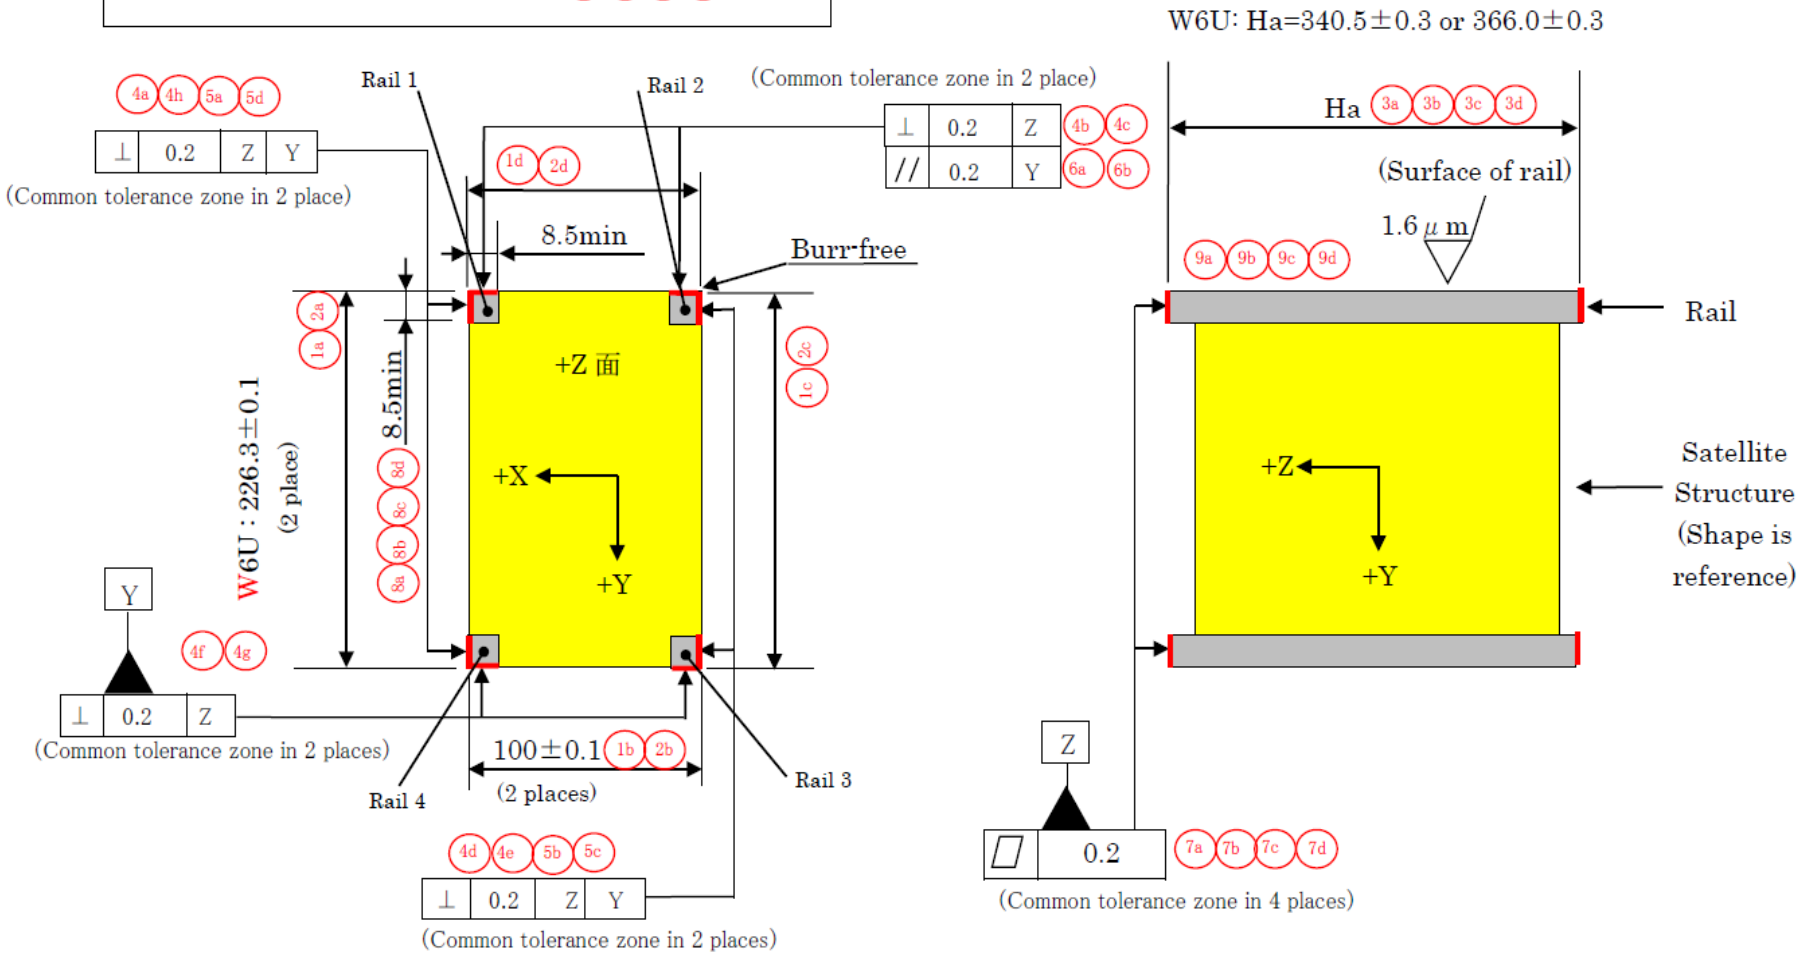 W6U: Ha=340.5±0.3 or 366.0±0.3
4a 4h 5a 5d
⊥ 0.2 Z Y
(Common tolerance zone in 2 place)
Rail 1
Rail 2
(Common tolerance zone in 2 place)
⊥ 0.2 Z 4b 4c
// 0.2 Y 6a 6b
1d 2d
8.5min
Burr-free
Ha 3a 3b 3c 3d
(Surface of rail)
1.6 μ m
9a 9b 9c 9d
Rail
2a
1a
8.5min
8d
8c
8b
8a
W6U : 226.3±0.1
(2 place)
+Z 面
+X
+Y
2c
1c
+Z
+Y
Satellite
Structure
(Shape is
reference)
Y
4f 4g
⊥ 0.2 Z
(Common tolerance zone in 2 places)
100±0.1 1b 2b
(2 places)
Rail 4
Rail 3
4d 4e 5b 5c
⊥ 0.2 Z Y
(Common tolerance zone in 2 places)
Z
0.2 7a 7b 7c 7d
(Common tolerance zone in 4 places)